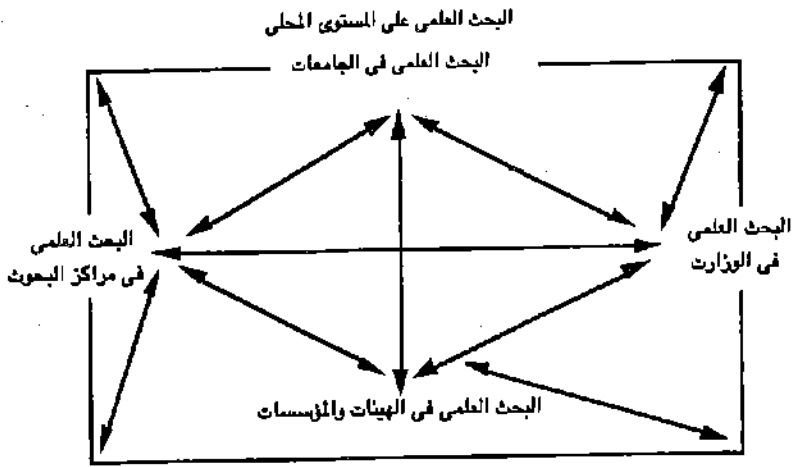 البحث العلمى على المستوى المحلى
البحث العلمى فى الجامعات
البحث العلمى
فى الوزارت
البحث العلمى
فى مراكز البحوث
البحث العلمى فى الهيئات والمؤسسات